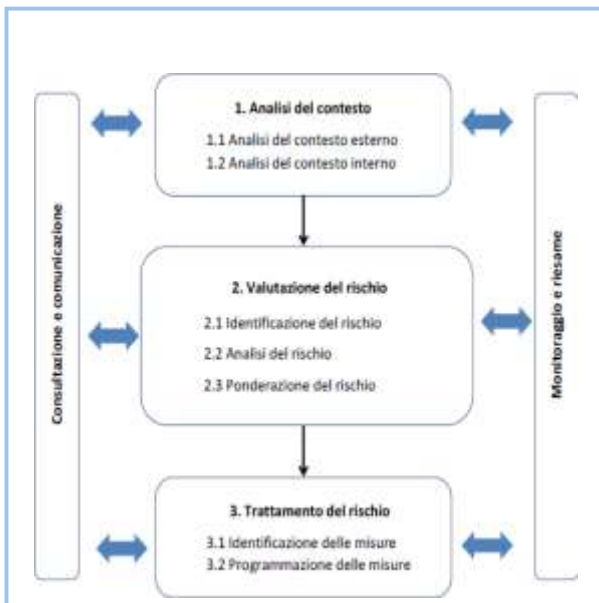 Consultazione e comunicazione
1. Analisi del contesto
1.1 Analisi del contesto esterno
1.2 Analisi del contesto interno
2. Valutazione del rischio
2.1 Identificazione del rischio
2.2 Analisi del rischio
2.3 Ponderazione del rischio
3. Trattamento del rischio
3.1 Identificazione delle misure
3.2 Programmazione delle misure
Monitoraggio e riesame